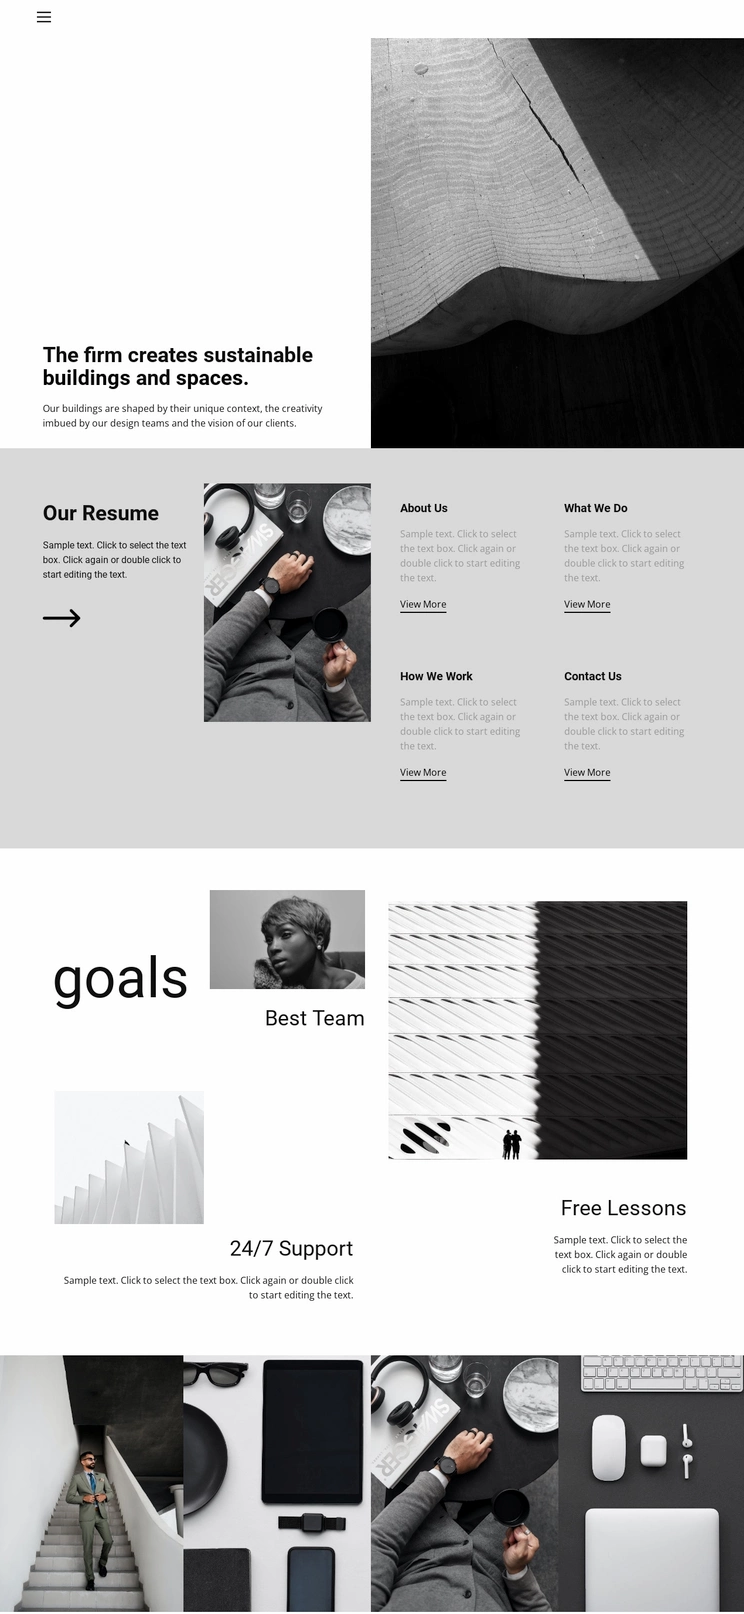 The firm creates sustainable
buildings and spaces.
Our buildings are shaped by their unique context, the creativity
imbued by our design teams and the vision of our clients.
Our Resume
Sample text. Click to select the text
box. Click again or double click to
start editing the text.
SWAGGER
About Us
Sample text. Click to select
the text box. Click again or
double click to start editing
the text.
View More
What We Do
Sample text. Click to select
the text box. Click again or
double click to start editing
the text.
View More
How We Work
Sample text. Click to select
the text box. Click again or
double click to start editing
the text.
View More
Contact Us
Sample text. Click to select
the text box. Click again or
double click to start editing
the text.
View More
goals
Best Team
24/7 Support
Sample text. Click to select the text box. Click again or double click
to start editing the text.
Free Lessons
Sample text. Click to select the
text box. Click again or double
click to start editing the text.